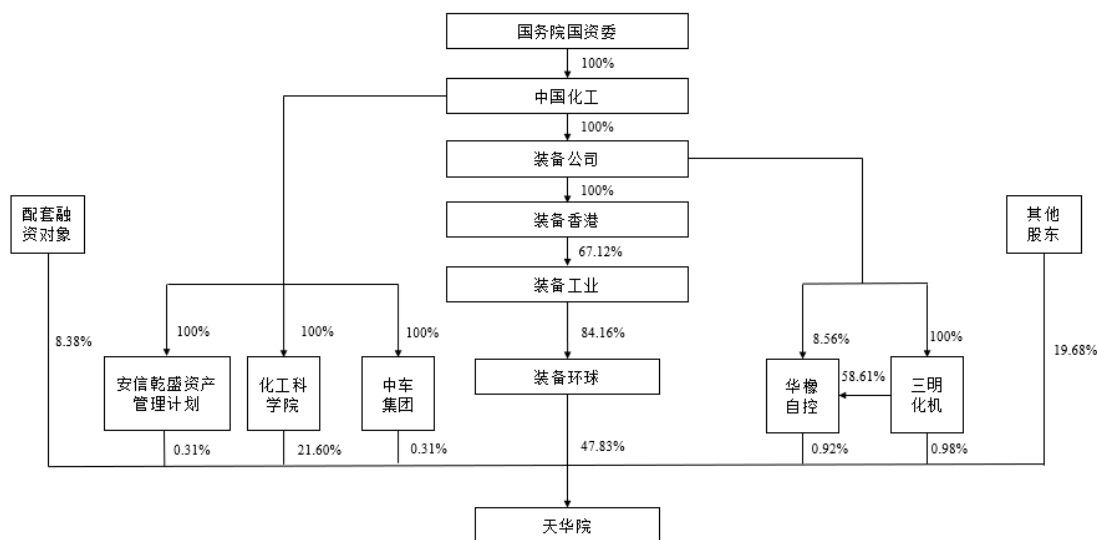 国务院国资委
100%
中国化工
100%
装备公司
100%
配套融
资对象
装备香港
其他
股东
67.12%
装备工业
100%
100%
100%
84.16%
8.56%
100%
8.38%
19.68%
安信乾盛资产
管理计划
化工科
学院
中车
集团
装备环球
华橡
自控
58.61%
三明
化机
0.31%
21.60%
0.31%
47.83%
0.92%
0.98%
天华院